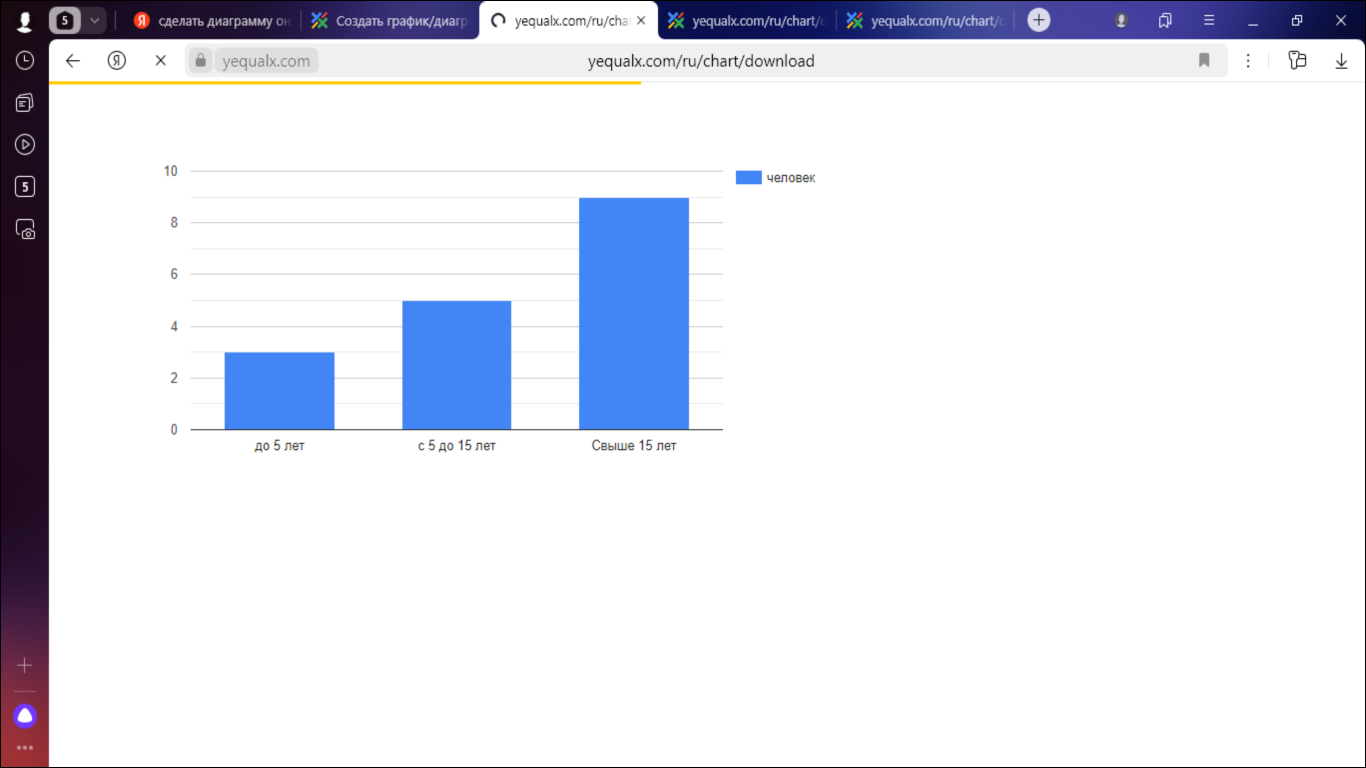 5
сделать диаграмму он
Создать график/диагр
yequalx.com/ru/cha
yequalx.com/ru/chart/
yequalx.com/ru/chart/
Я
yequalx.com
yequalx.com/ru/chart/download
5
10
человек
8
6
4
2
0
до 5 лет
с 5 до 15 лет
Свыше 15 лет